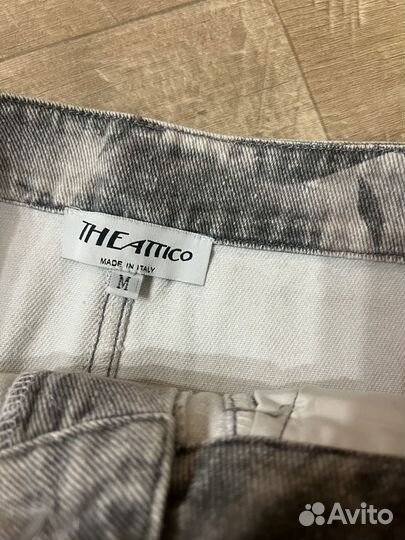 THE ATTICO
MADE IN ITALY
M
Avito